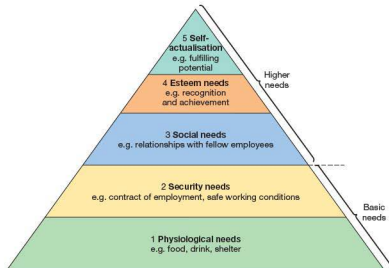 5 Self-
actualisation
e.g. fulfilling
potential
4 Esteem needs
e.g. recognition
and achievement
Higher
needs
3 Social needs
e.g. relationships with fellow employees
2 Security needs
e.g. contract of employment, safe working conditions
Basic
needs
1 Physiological needs
e.g. food, drink, shelter